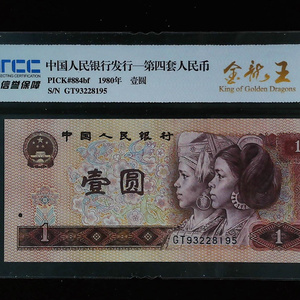 TCC
中国人民银行发行—第四套人民币
PICK#884bf 1980年 壹圆
S/N GT93228195
信誉保障
金龙王
King of Golden Dragons
中国人民银行
壹圆
GT93228195
1
1